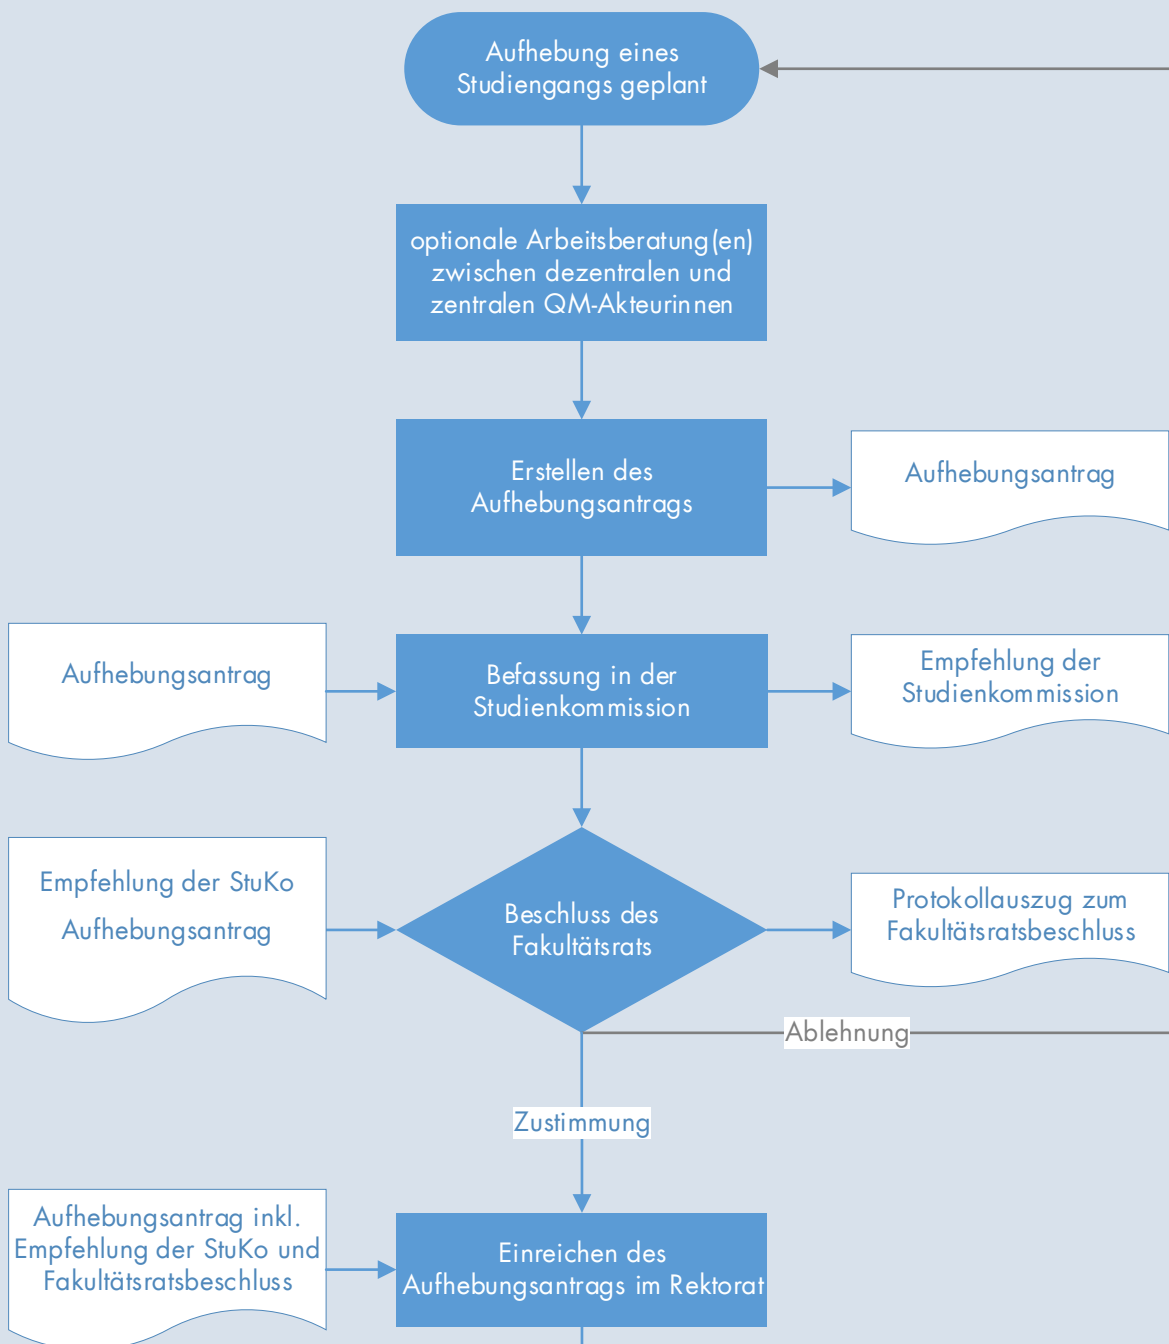 Aufhebung eines
Studiengangs geplant
optionale Arbeitsberatung(en)
zwischen dezentralen und
zentralen QM-Akteurinnen
Erstellen des
Aufhebungsantrags
Aufhebungsantrag
Aufhebungsantrag
Befassung in der
Studienkommission
Empfehlung der
Studienkommission
Empfehlung der StuKo
Aufhebungsantrag
Beschluss des
Fakultätsrats
Protokollauszug zum
Fakultätsratsbeschluss
Ablehnung
Zustimmung
Aufhebungsantrag inkl.
Empfehlung der StuKo und
Fakultätsratsbeschluss
Einreichen des
Aufhebungsantrags im Rektorat